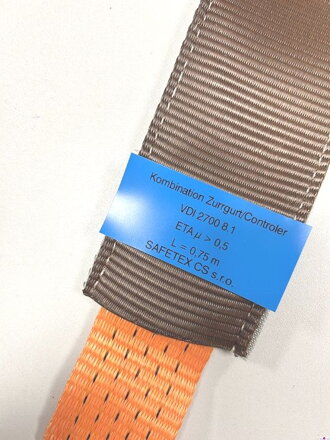 Kombination Zurrgurt/Controler
VDI 2700 8.1
ETA µ > 0,5
L = 0,75 m
SAFETEX CS s.r.o.